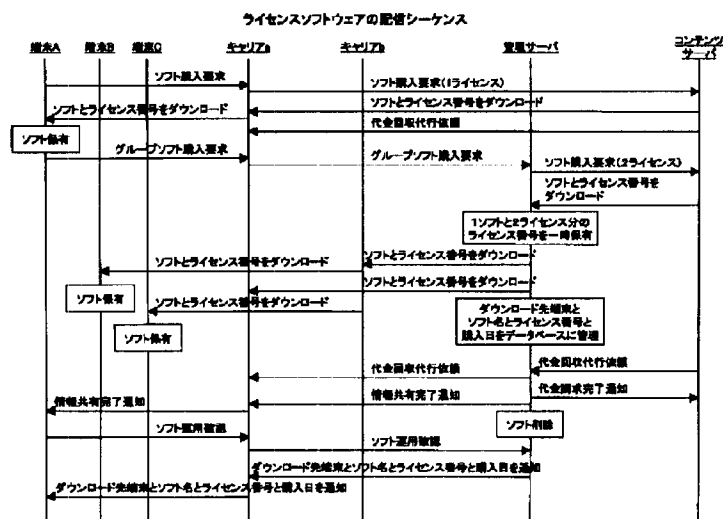 ライセンスソフトウェアの配信シーケンス
端末A 端末B 端末C キャリアa キャリアb 管理サーバ コンテンツ
サーバ
ソフト購入要求
ソフト購入要求(1ライセンス)
ソフトとライセンス番号をダウンロード
ソフトとライセンス番号をダウンロード
代金回収代行依頼
ソフト保有
グループソフト購入要求
グループソフト購入要求
ソフト購入要求(2ライセンス)
ソフトとライセンス番号を
ダウンロード
1ソフトと2ライセンス分の
ライセンス番号を一時保有
ソフトとライセンス番号をダウンロード
ソフトとライセンス番号をダウンロード
ソフトとライセンス番号をダウンロード
ソフト保有
ソフトとライセンス番号をダウンロード
ダウンロード先端末と
ソフト名とライセンス番号と
購入日をデータベースに管理
ソフト保有
代金回収代行依頼
代金回収代行依頼
代金請求完了通知
情報共有完了通知
情報共有完了通知
ソフト削除
ソフト運用確認
ソフト運用確認
ダウンロード先端末とソフト名とライセンス番号と購入日を通知
ダウンロード先端末とソフト名とライセンス番号と購入日を通知